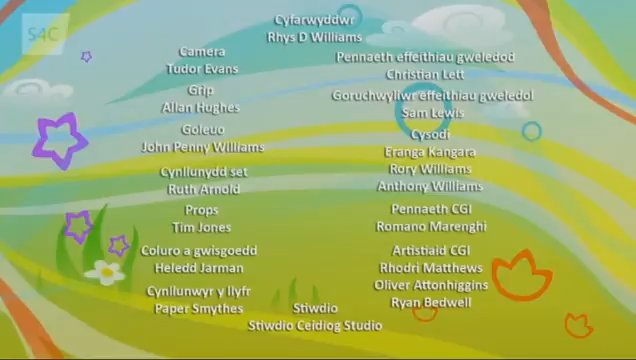 S4C
Cyfarwyddwr
Rhys D Williams
Camera
Tudor Evans
Grip
Allan Hughes
Goleuo
John Penny Williams
Cynllunydd set
Ruth Arnold
Props
Tim Jones
Coluro a gwisgoedd
Heledd Jarman
Cynllunwyr y llyfr
Paper Smythes
Pennaeth effeithiau gweledod
Christian Lett
Goruchwyliwr effeithiau gweledol
Sam Lewis
Cysodi
Eranga Kangara
Rory Williams
Anthony Williams
Pennaeth CGI
Romano Marenghi
Artistiaid CGI
Rhodri Matthews
Oliver Attonhiggins
Ryan Bedwell
Stiwdio
Stiwdio Ceidiog Studio